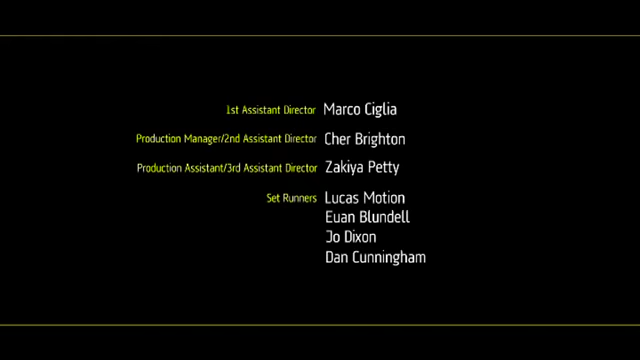 1st Assistant Director Marco Ciglia
Production Manager/2nd Assistant Director Cher Brighton
Production Assistant/3rd Assistant Director Zakiya Petty
Set Runners Lucas Motion
Euan Blundell
Jo Dixon
Dan Cunningham